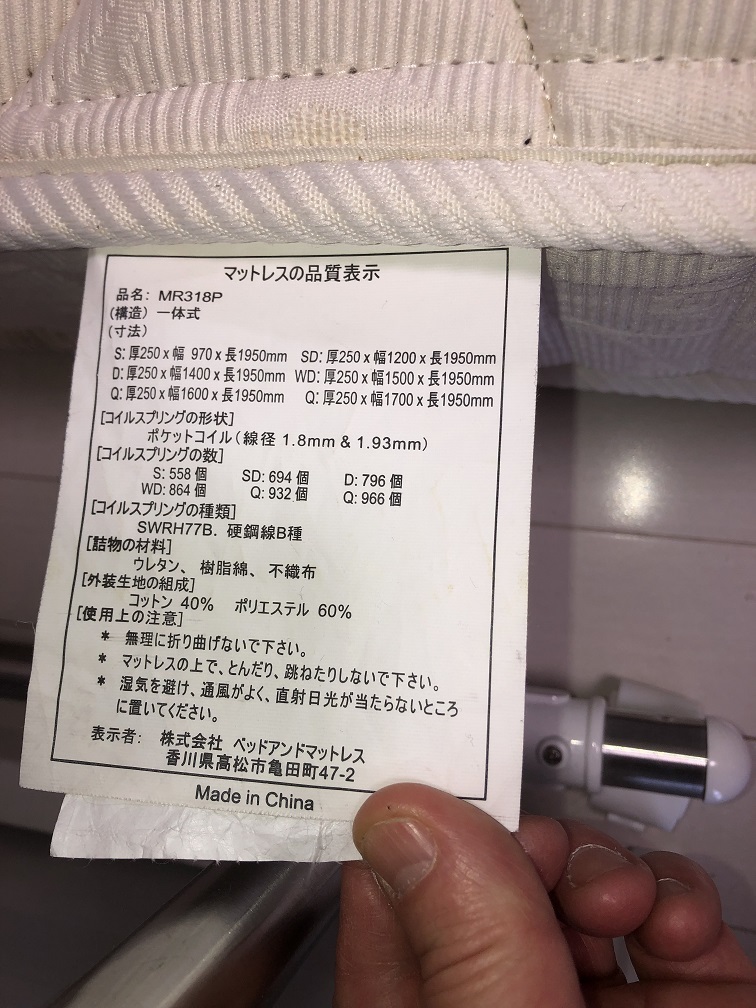 マットレスの品質表示
品名: MR318P
(構造) 一体式
(寸法)
S: 厚250 x 幅 970 x 長1950mm SD: 厚250 x 幅1200 x 長1950mm
D: 厚250 x 幅1400 x 長1950mm WD: 厚250 x 幅1500 x 長1950mm
Q: 厚250 x 幅1600 x 長1950mm Q: 厚250 x 幅1700 x 長1950mm
[コイルスプリングの形状]
ポケットコイル (線径 1.8mm & 1.93mm)
[コイルスプリングの数]
S: 558 個 SD: 694 個 D: 796 個
WD: 864 個 Q: 932 個 Q: 966 個
[コイルスプリングの種類]
SWRH77B. 硬鋼線B種
[詰物の材料]
ウレタン、 樹脂綿、 不織布
[外装生地の組成]
コットン 40% ポリエステル 60%
[使用上の注意]
* 無理に折り曲げないで下さい。
* マットレスの上で、とんだり、跳ねたりしないで下さい。
* 湿気を避け、通風がよく、直射日光が当たらないところ
に置いてください。
表示者: 株式会社 ベッドアンドマットレス
香川県高松市亀田町47-2
Made in China